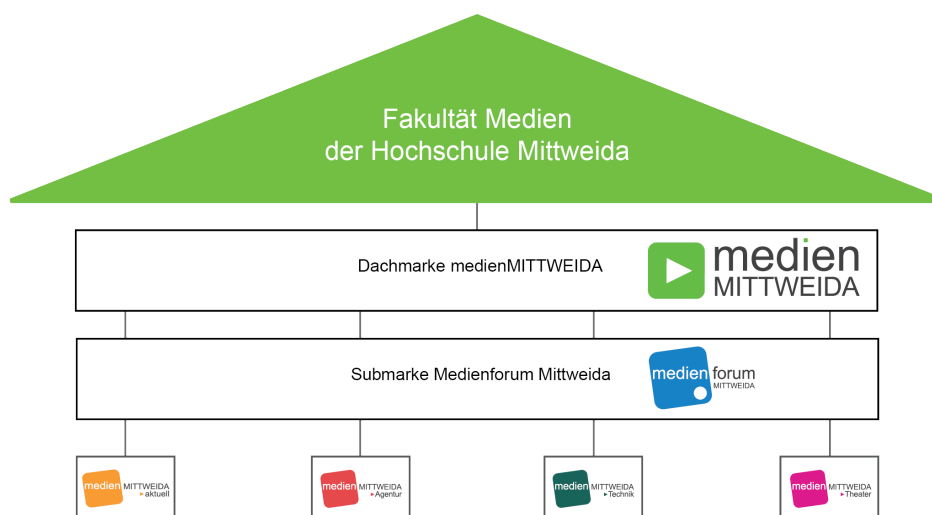 Fakultät Medien
der Hochschule Mittweida
Dachmarke medienMITTWEIDA
medien
MITTWEIDA
Submarke Medienforum Mittweida
medien forum
MITTWEIDA
medien MITTWEIDA
▸aktuell
medien MITTWEIDA
▸Agentur
medien MITTWEIDA
▸Technik
medien MITTWEIDA
▸Theater